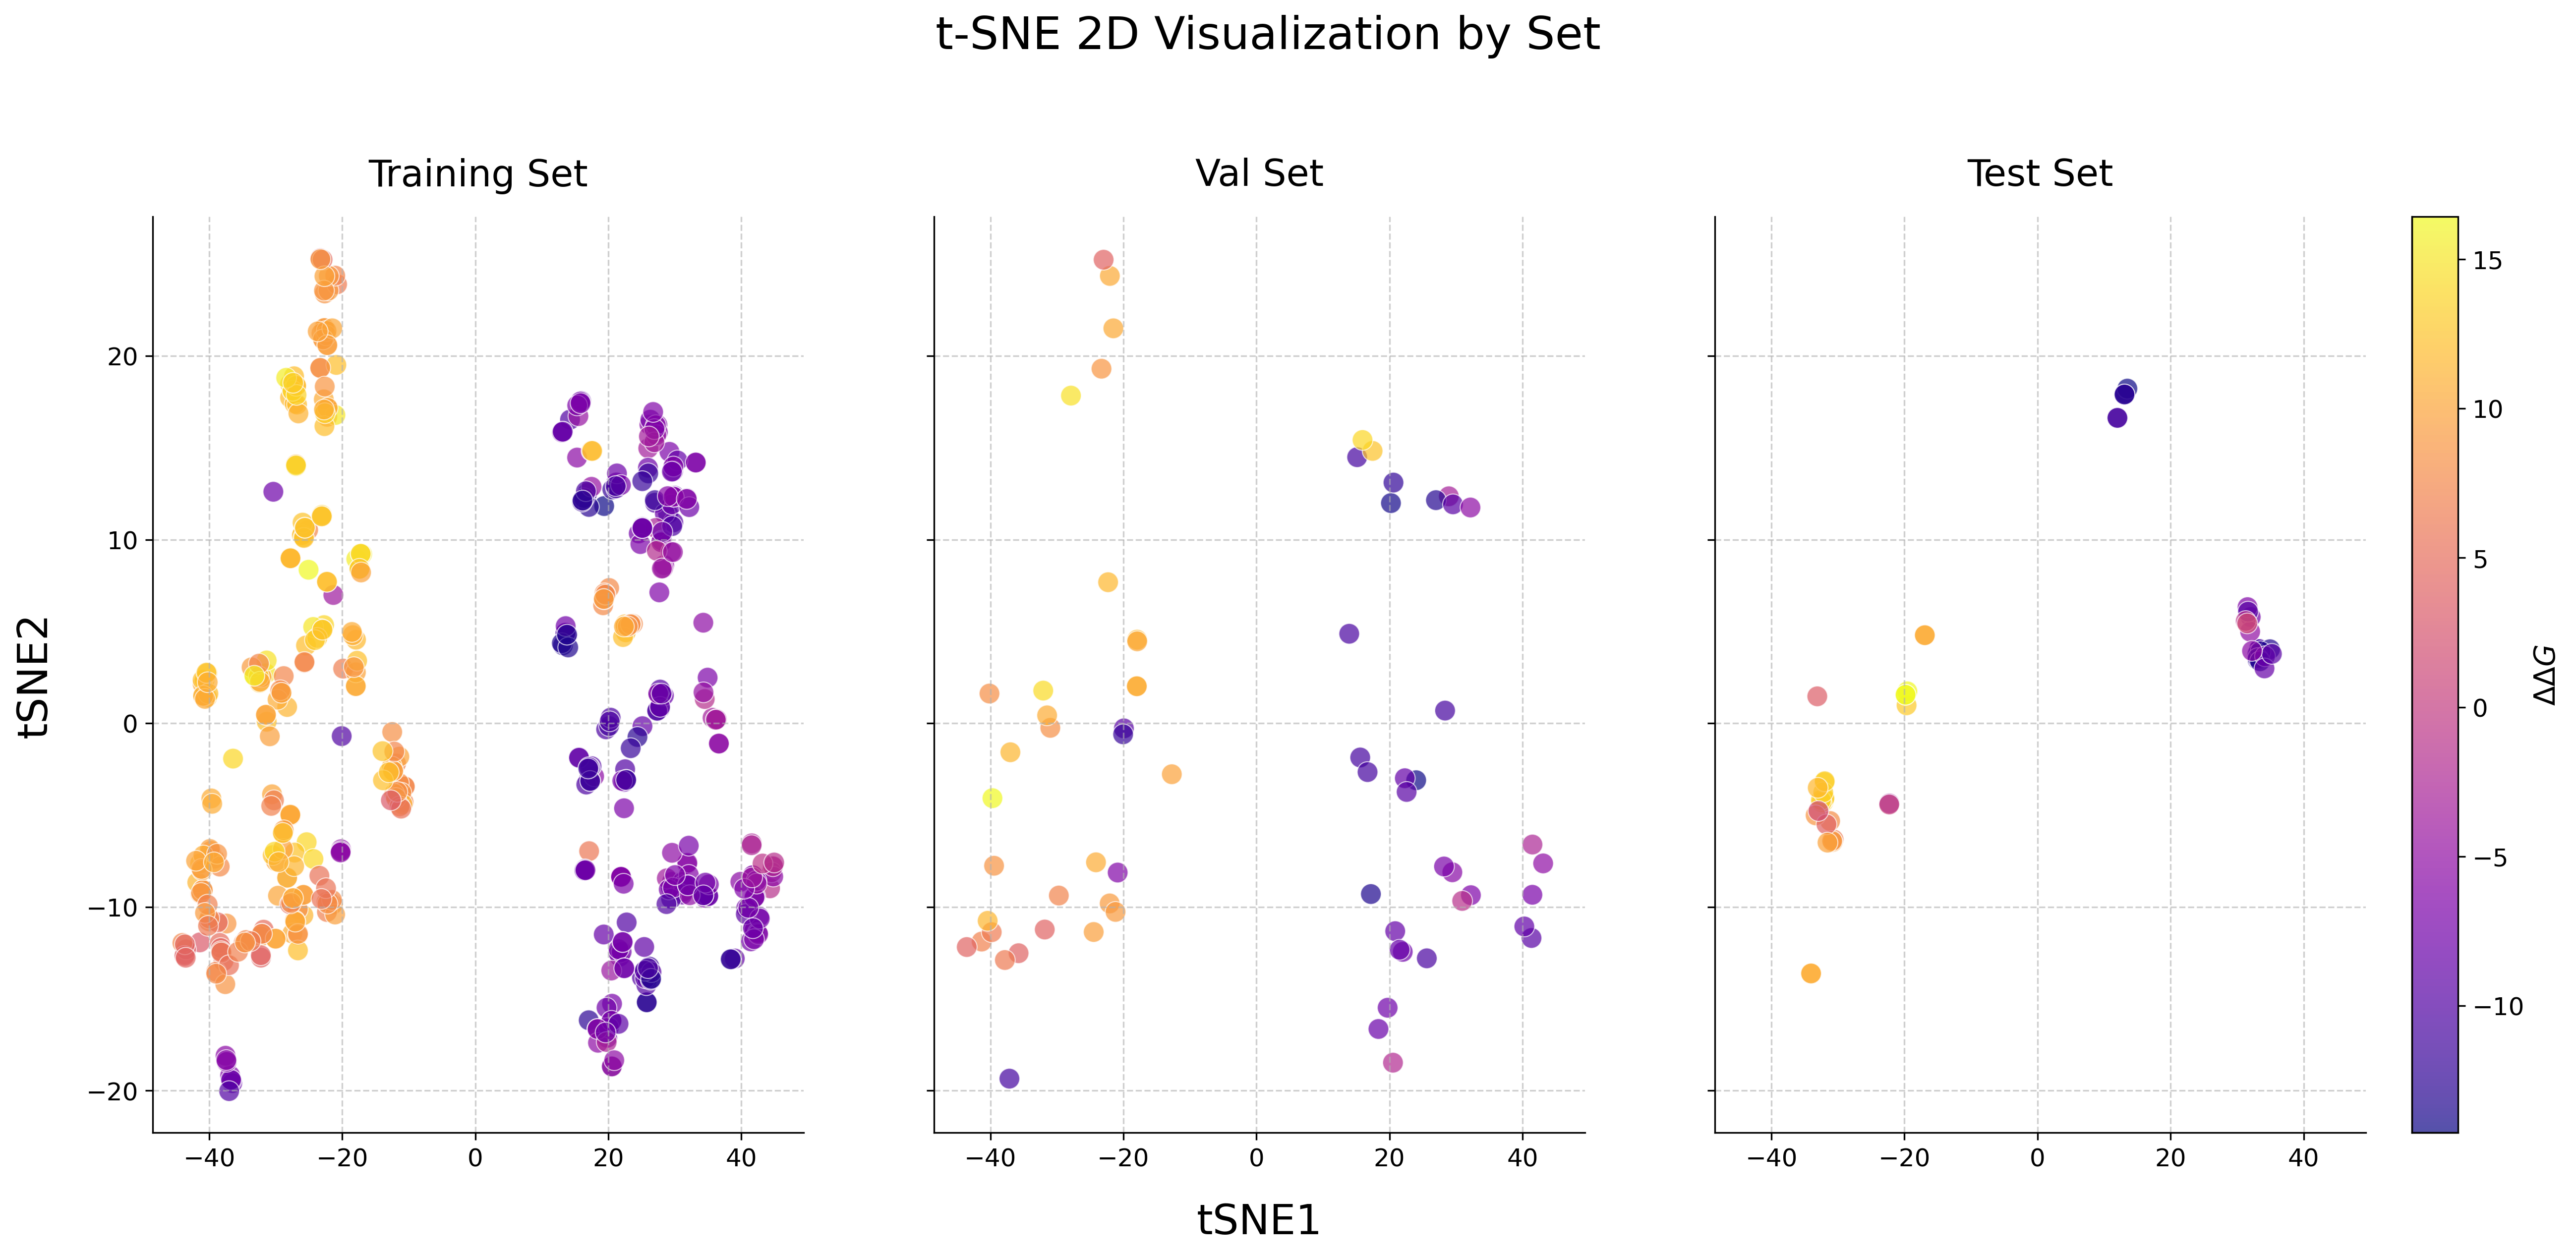 t-SNE 2D Visualization by Set
Training Set
Val Set
Test Set
tSNE2
20
10
0
−10
−20
−40 −20 0 20 40
−40 −20 0 20 40
−40 −20 0 20 40
tSNE1
15
10
5
0
−5
−10
ΔΔG